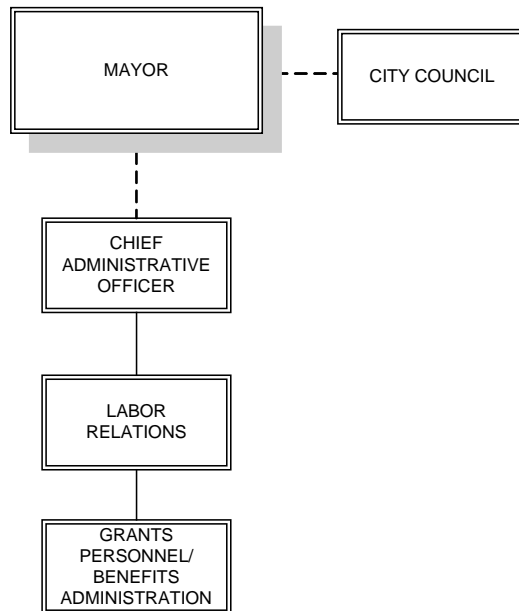 MAYOR
CITY COUNCIL
CHIEF
ADMINISTRATIVE
OFFICER
LABOR
RELATIONS
GRANTS
PERSONNEL/
BENEFITS
ADMINISTRATION